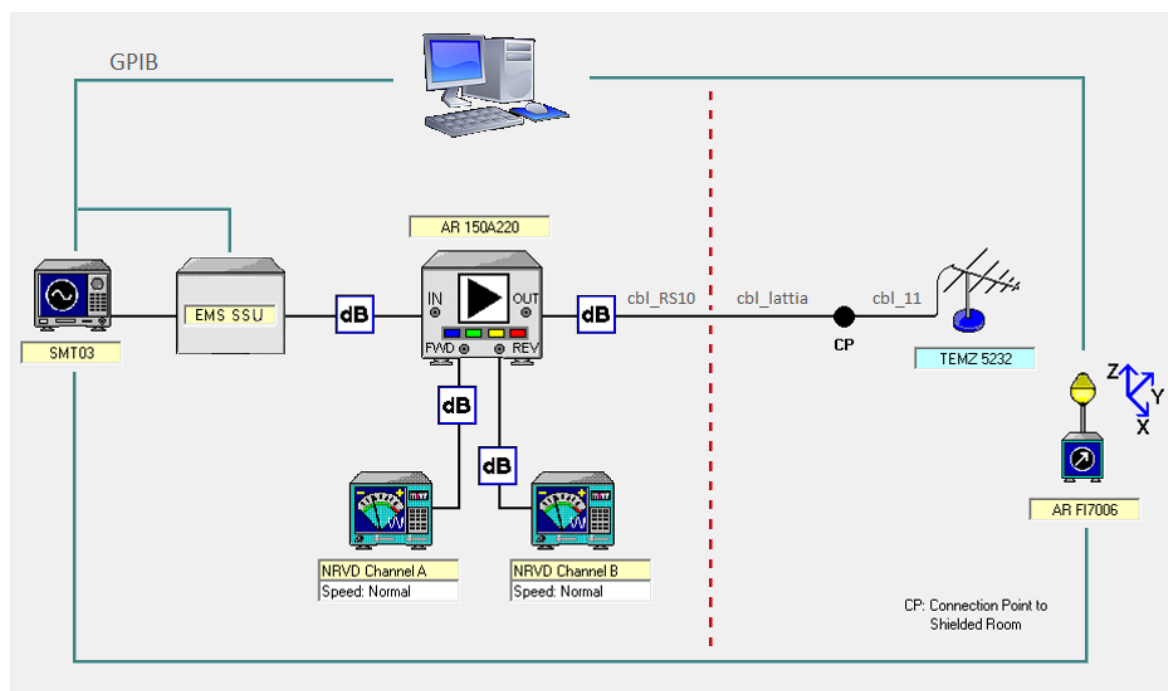 GPIB
AR 150A220
IN
OUT
FWD
REV
EMS SSU
SMT03
dB
dB
cbl_RS10
cbl_lattia
cbl_11
CP
TEMZ 5232
dB
dB
Z
Y
X
AR FI7006
NRVD Channel A
Speed: Normal
NRVD Channel B
Speed: Normal
CP: Connection Point to
Shielded Room